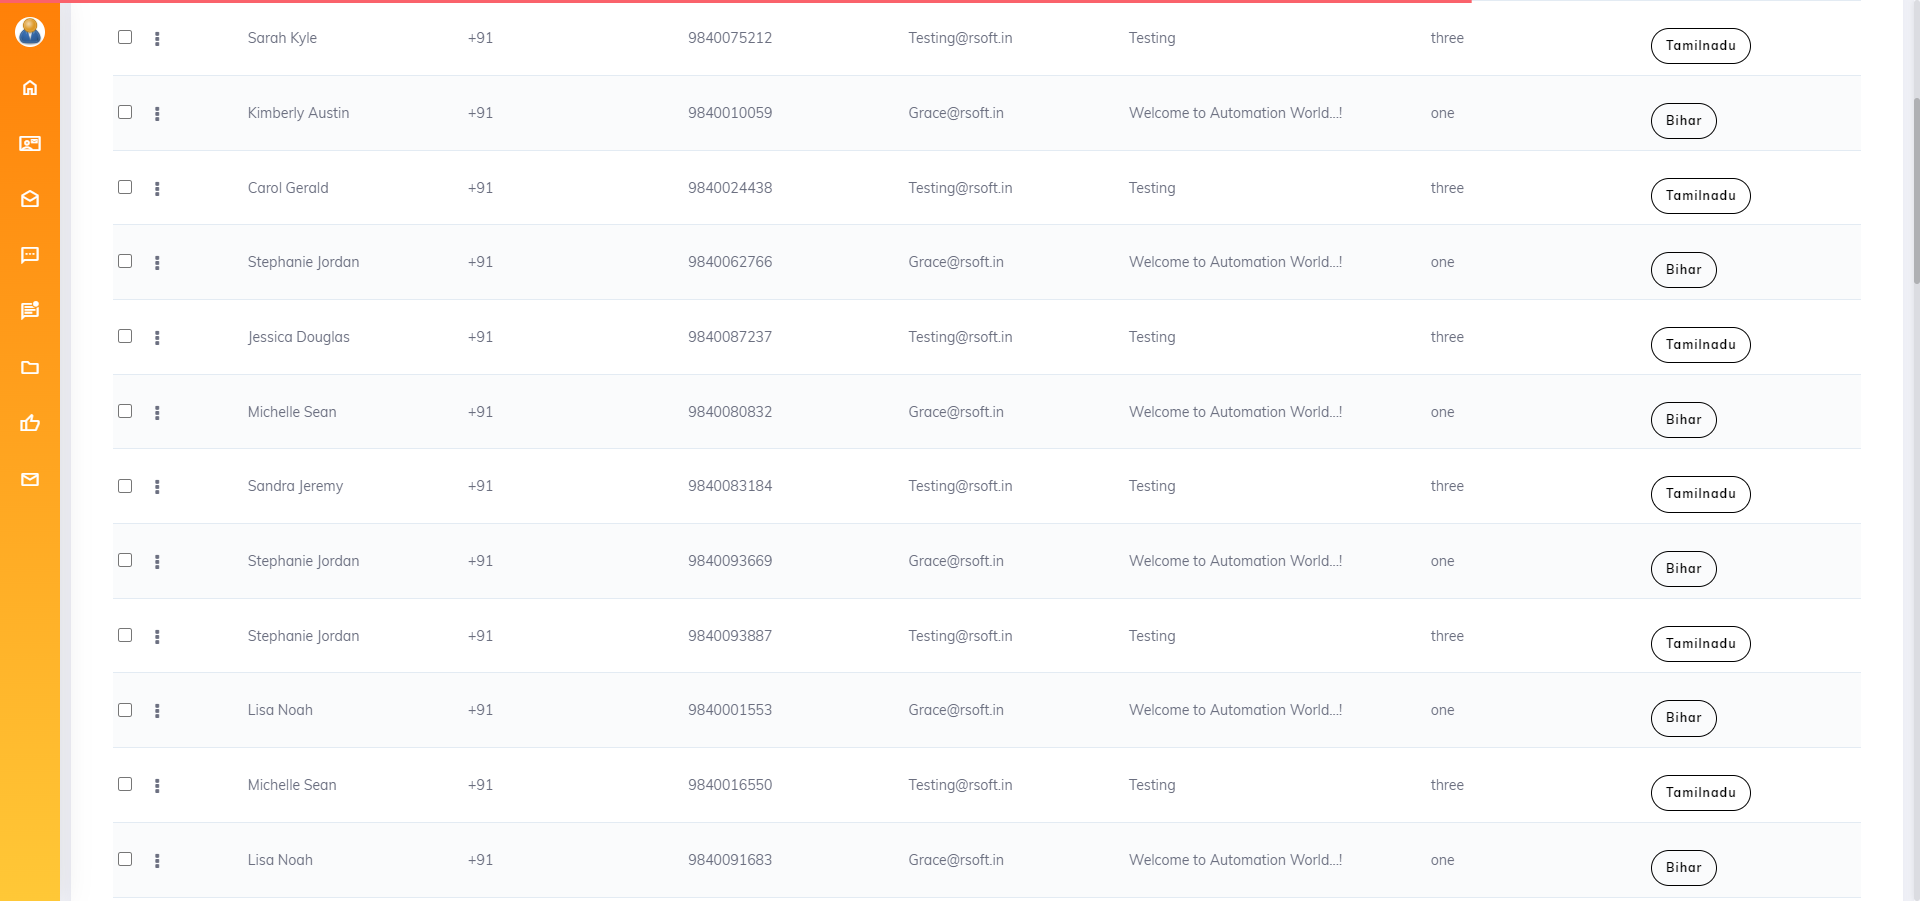 Sarah Kyle +91 9840075212 Testing@rsoft.in Testing three Tamilnadu
Kimberly Austin +91 9840010059 Grace@rsoft.in Welcome to Automation World...! one Bihar
Carol Gerald +91 9840024438 Testing@rsoft.in Testing three Tamilnadu
Stephanie Jordan +91 9840062766 Grace@rsoft.in Welcome to Automation World...! one Bihar
Jessica Douglas +91 9840087237 Testing@rsoft.in Testing three Tamilnadu
Michelle Sean +91 9840080832 Grace@rsoft.in Welcome to Automation World...! one Bihar
Sandra Jeremy +91 9840083184 Testing@rsoft.in Testing three Tamilnadu
Stephanie Jordan +91 9840093669 Grace@rsoft.in Welcome to Automation World...! one Bihar
Stephanie Jordan +91 9840093887 Testing@rsoft.in Testing three Tamilnadu
Lisa Noah +91 9840001553 Grace@rsoft.in Welcome to Automation World...! one Bihar
Michelle Sean +91 9840016550 Testing@rsoft.in Testing three Tamilnadu
Lisa Noah +91 9840091683 Grace@rsoft.in Welcome to Automation World...! one Bihar